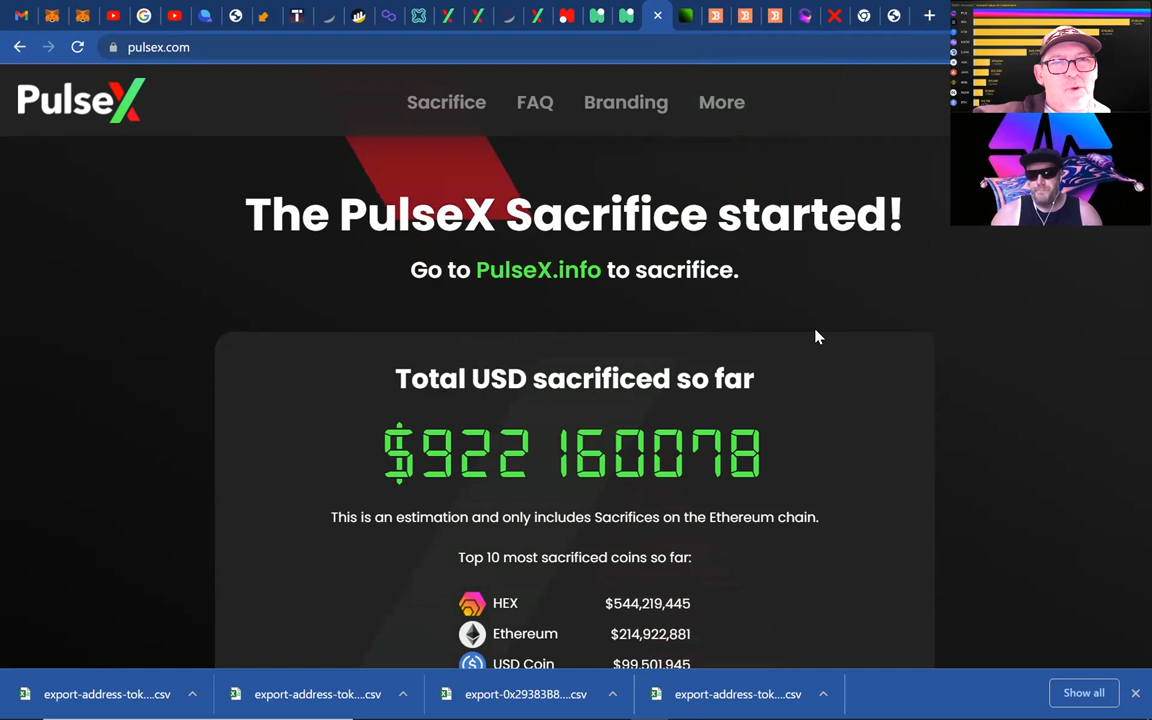 pulsex.com
PulseX
Sacrifice FAQ Branding More
The PulseX Sacrifice started!
Go to PulseX.info to sacrifice.
Total USD sacrificed so far
$922 160078
This is an estimation and only includes Sacrifices on the Ethereum chain.
Top 10 most sacrificed coins so far:
HEX $544,219,445
Ethereum $214,922,881
USD Coin $99,501,945
export-address-tok....csv export-address-tok....csv export-0x29383B8....csv export-address-tok....csv Show all